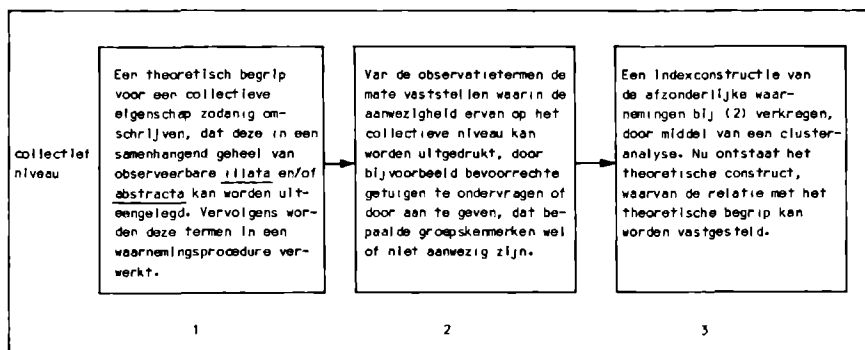 collectief
niveau
Een theoretisch begrip
voor een collectieve
eigenschap zodanig om-
schrijven, dat deze in een
samenhangend geheel van
observeerbare illata en/of
abstracta kan worden uit-
eengelegd. Vervolgens wor-
den deze termen in een
waarnemingsprocedure ver-
werkt.
1
Van de observatietermen de
mate vaststellen waarin de
aanwezigheid ervan op het
collectieve niveau kan
worden uitgedrukt, door
bijvoorbeeld bevoorrechte
getuigen te ondervragen of
door aan te geven, dat be-
paalde groepskenmerken wel
of niet aanwezig zijn.
2
Een indexconstructie van
de afzonderlijke waar-
nemingen bij (2) verkregen,
door middel van een cluster-
analyse. Nu ontstaat het
theoretische construct,
waarvan de relatie met het
theoretische begrip kan
worden vastgesteld.
3